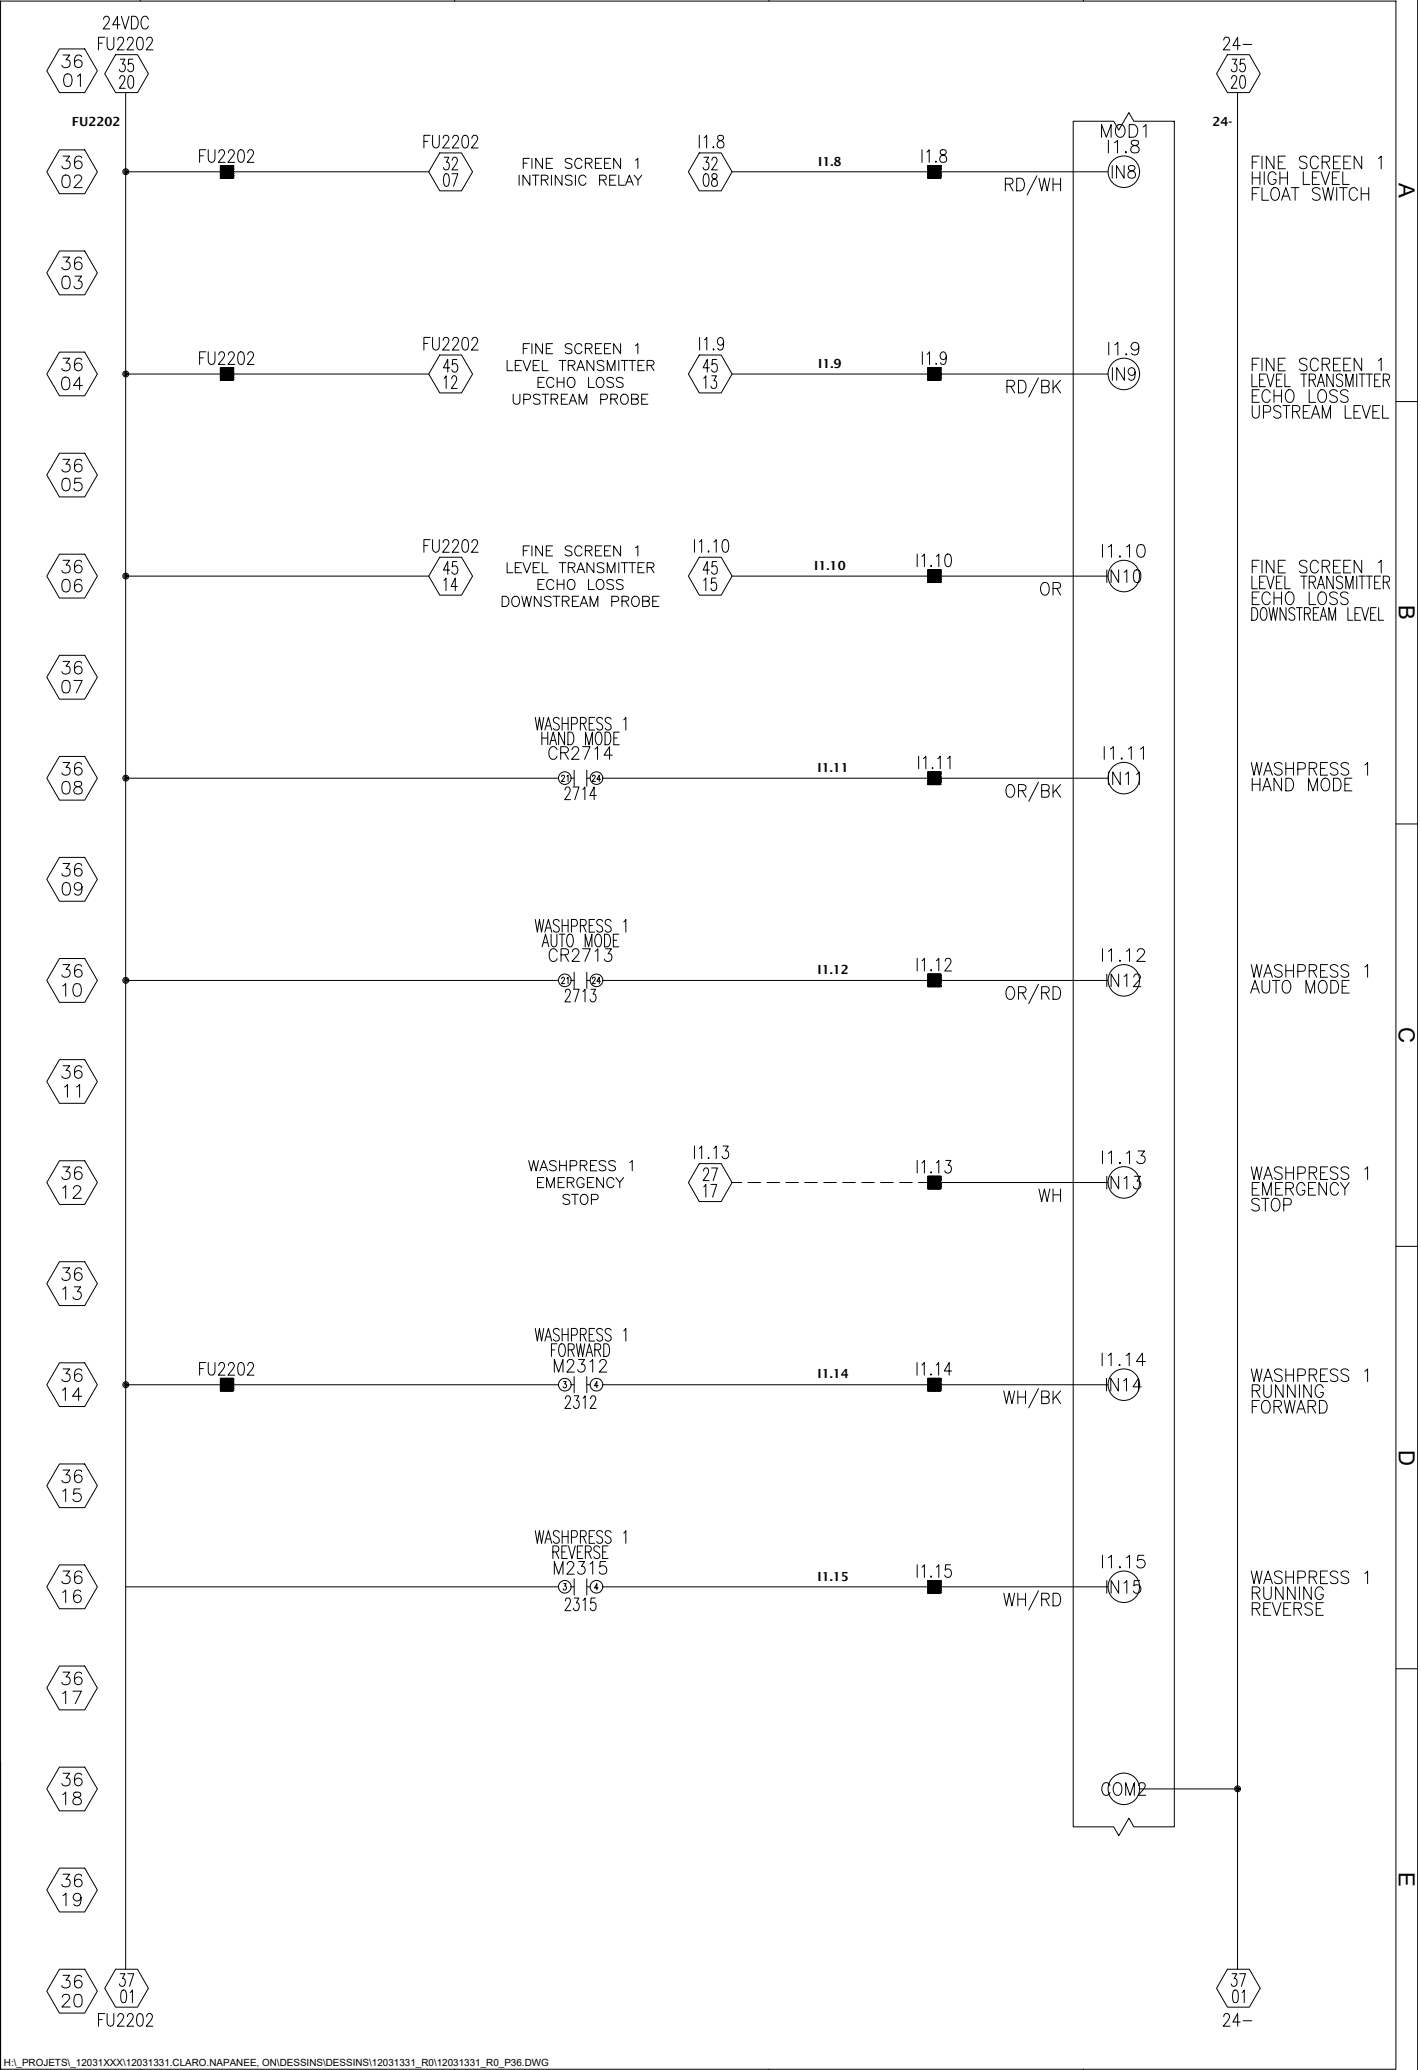 24VDC
FU2202
24-
36
01
35
20
35
20
FU2202
24-
MOD1
36
02
FU2202
FU2202
32
07
FINE SCREEN 1
INTRINSIC RELAY
I1.8
32
08
I1.8
I1.8
RD/WH
I1.8
IN8
FINE SCREEN 1
HIGH LEVEL
FLOAT SWITCH
A
36
03
36
04
FU2202
FU2202
45
12
FINE SCREEN 1
LEVEL TRANSMITTER
ECHO LOSS
UPSTREAM PROBE
I1.9
45
13
I1.9
I1.9
RD/BK
I1.9
IN9
FINE SCREEN 1
LEVEL TRANSMITTER
ECHO LOSS
UPSTREAM LEVEL
36
05
36
06
FU2202
45
14
FINE SCREEN 1
LEVEL TRANSMITTER
ECHO LOSS
DOWNSTREAM PROBE
I1.10
45
15
I1.10
I1.10
OR
I1.10
IN10
FINE SCREEN 1
LEVEL TRANSMITTER
ECHO LOSS
DOWNSTREAM LEVEL
B
36
07
36
08
WASHPRESS 1
HAND MODE
CR2714
21 24
2714
I1.11
I1.11
OR/BK
I1.11
IN11
WASHPRESS 1
HAND MODE
36
09
36
10
WASHPRESS 1
AUTO MODE
CR2713
21 24
2713
I1.12
I1.12
OR/RD
I1.12
IN12
WASHPRESS 1
AUTO MODE
C
36
11
36
12
WASHPRESS 1
EMERGENCY
STOP
I1.13
27
17
I1.13
WH
I1.13
IN13
WASHPRESS 1
EMERGENCY
STOP
36
13
36
14
FU2202
WASHPRESS 1
FORWARD
M2312
3 4
2312
I1.14
I1.14
WH/BK
I1.14
IN14
WASHPRESS 1
RUNNING
FORWARD
D
36
15
36
16
WASHPRESS 1
REVERSE
M2315
3 4
2315
I1.15
I1.15
WH/RD
I1.15
IN15
WASHPRESS 1
RUNNING
REVERSE
36
17
36
18
COM2
36
19
E
36
20
37
01
FU2202
37
01
24-
H:\_PROJETS\_12031XXX\12031331.CLARO.NAPANEE, ON\DESSINS\DESSINS\12031331_R0\12031331_R0_P36.DWG